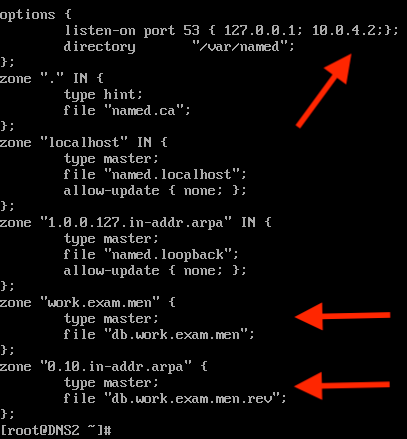 options {
listen-on port 53 { 127.0.0.1; 10.0.4.2;};
directory "/var/named";
};
zone "." IN {
type hint;
file "named.ca";
};
zone "localhost" IN {
type master;
file "named.localhost";
allow-update { none; };
};
zone "1.0.0.127.in-addr.arpa" IN {
type master;
file "named.loopback";
allow-update { none; };
};
zone "work.exam.men" {
type master;
file "db.work.exam.men";
};
zone "0.10.in-addr.arpa" {
type master;
file "db.work.exam.men.rev";
};
[root@DNS2 ~]#